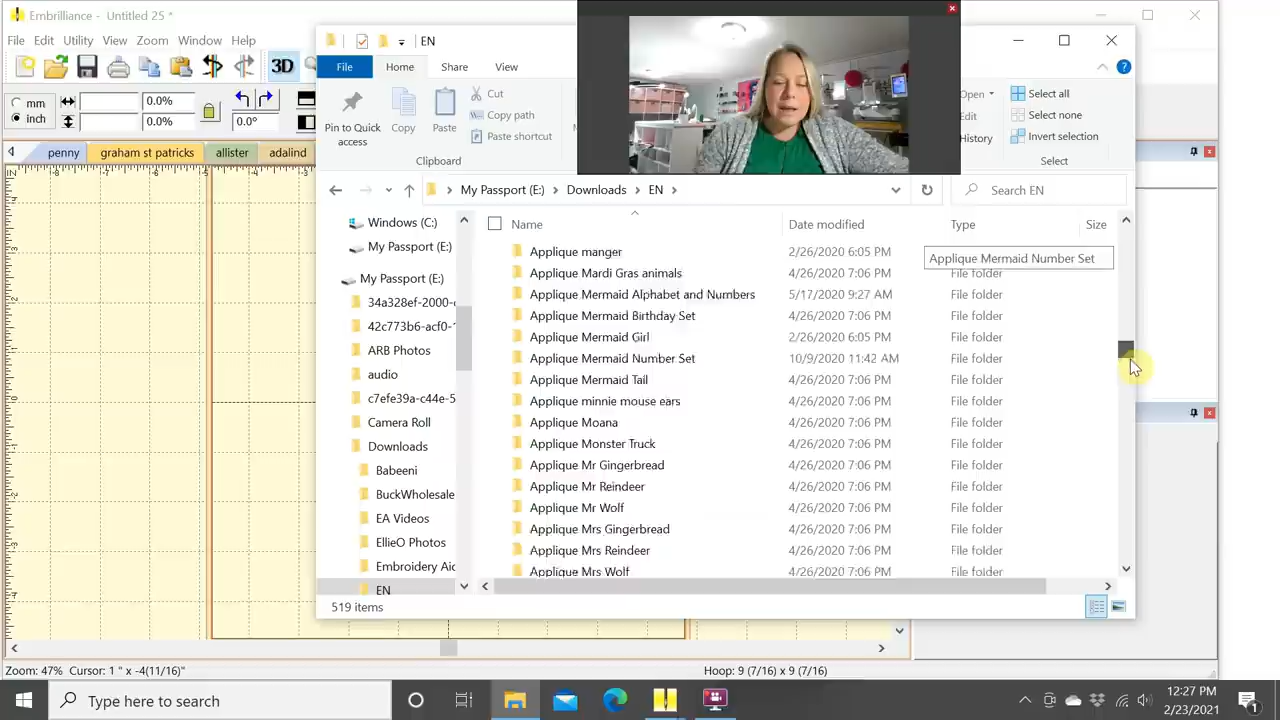 Embrilliance - Untitled 25 *
File Edit Utility View Zoom Window Help
3D
mm
inch
0.0%
0.0%
0.0°
penny
graham st patricks
allister
adalind
IN
EN
File
Home
Share
View
Pin to Quick
access
Copy
Paste
Cut
Copy path
Paste shortcut
Clipboard
Open
Edit
History
Select all
Select none
Invert selection
Select
My Passport (E:) > Downloads > EN >
Search EN
Windows (C:)
My Passport (E:)
My Passport (E:)
34a328ef-2000-
42c773b6-acf0-
ARB Photos
audio
c7efe39a-c44e-5
Camera Roll
Downloads
Babeeni
BuckWholesale
EA Videos
EllieO Photos
Embroidery Aid
EN
Name Date modified Type Size
Applique manger 2/26/2020 6:05 PM
Applique Mermaid Number Set
Applique Mardi Gras animals 4/26/2020 7:06 PM File folder
Applique Mermaid Alphabet and Numbers 5/17/2020 9:27 AM File folder
Applique Mermaid Birthday Set 4/26/2020 7:06 PM File folder
Applique Mermaid Girl 2/26/2020 6:05 PM File folder
Applique Mermaid Number Set 10/9/2020 11:42 AM File folder
Applique Mermaid Tail 4/26/2020 7:06 PM File folder
Applique minnie mouse ears 4/26/2020 7:06 PM File folder
Applique Moana 4/26/2020 7:06 PM File folder
Applique Monster Truck 4/26/2020 7:06 PM File folder
Applique Mr Gingerbread 4/26/2020 7:06 PM File folder
Applique Mr Reindeer 4/26/2020 7:06 PM File folder
Applique Mr Wolf 4/26/2020 7:06 PM File folder
Applique Mrs Gingerbread 4/26/2020 7:06 PM File folder
Applique Mrs Reindeer 4/26/2020 7:06 PM File folder
Applique Mrs Wolf 4/26/2020 7:06 PM File folder
519 items
Zoom: 47% Cursor: 1 " x -4(11/16)"
Hoop: 9 (7/16) x 9 (7/16)
Type here to search
12:27 PM
2/23/2021
1